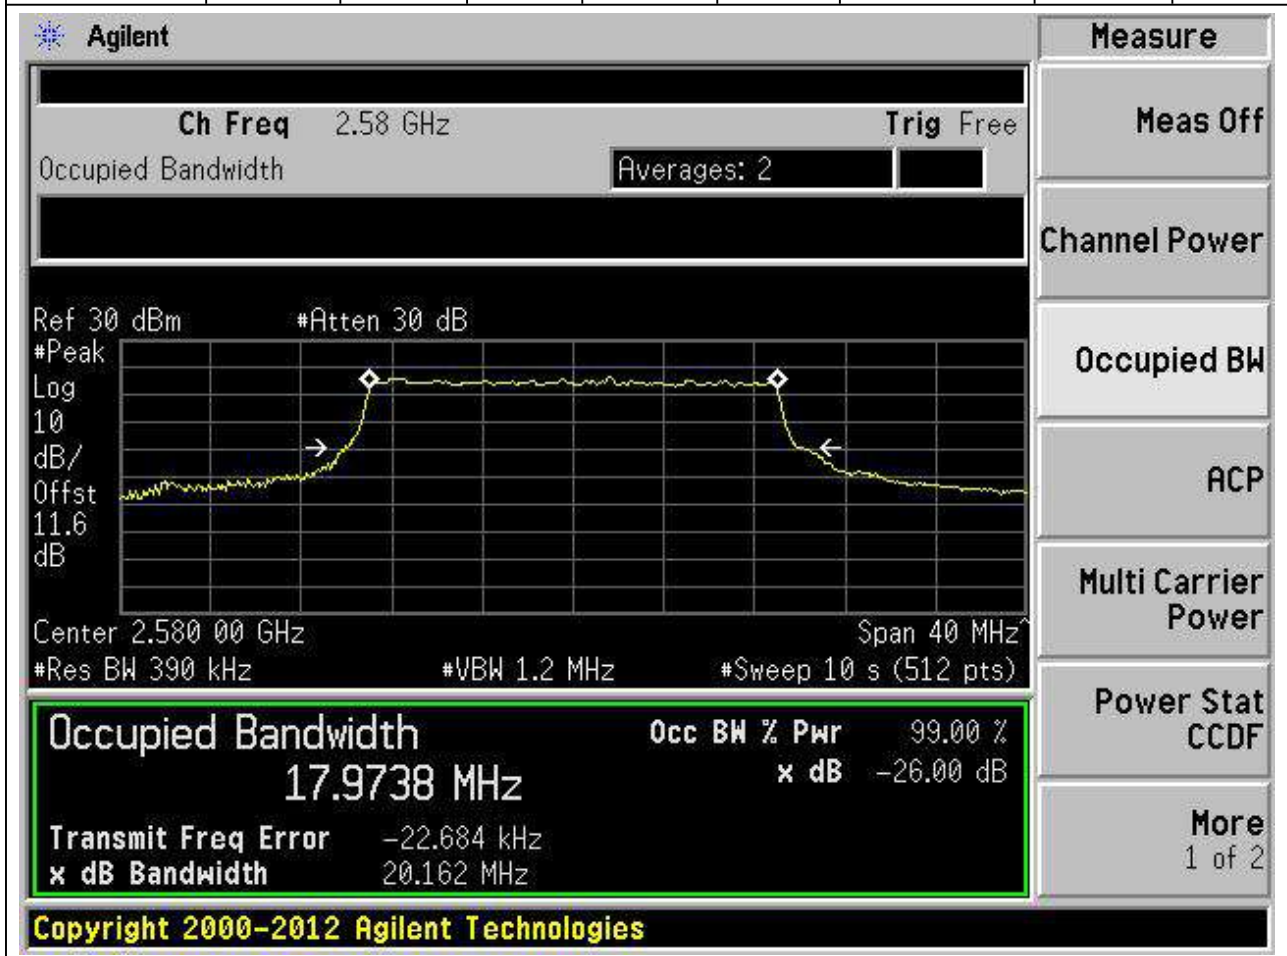 Agilent
Measure
Ch Freq 2.58 GHz Trig Free
Occupied Bandwidth Averages: 2
Meas Off
Channel Power
Occupied BW
ACP
Multi Carrier
Power
Power Stat
CCDF
More
1 of 2
Ref 30 dBm #Atten 30 dB
#Peak
Log
10
dB/
Offst
11.6
dB
Center 2.580 00 GHz Span 40 MHz^
#Res BW 390 kHz #VBW 1.2 MHz #Sweep 10 s (512 pts)
Occupied Bandwidth Occ BW % Pwr 99.00 %
17.9738 MHz x dB -26.00 dB
Transmit Freq Error -22.684 kHz
x dB Bandwidth 20.162 MHz
Copyright 2000-2012 Agilent Technologies